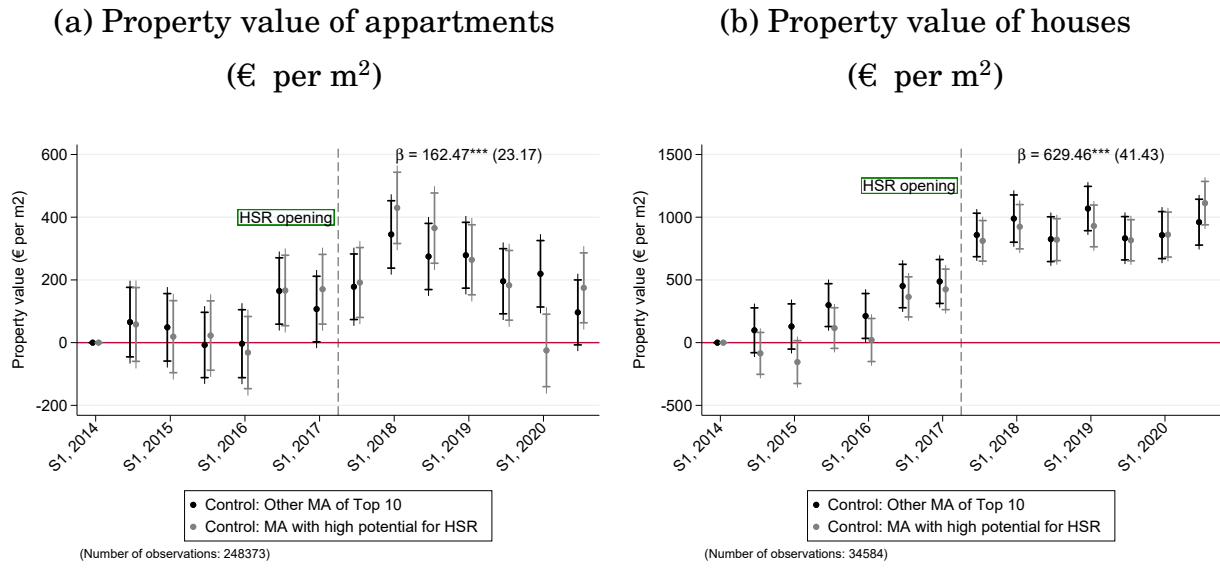 (a) Property value of appartments
(€ per m²)
600
400
200
0
-200
Property value (€ per m2)
β = 162.47*** (23.17)
HSR opening
S1, 2014
S1, 2015
S1, 2016
S1, 2017
S1, 2018
S1, 2019
S1, 2020
Control: Other MA of Top 10
Control: MA with high potential for HSR
(Number of observations: 248373)
(b) Property value of houses
(€ per m²)
1500
1000
500
0
-500
Property value (€ per m2)
β = 629.46*** (41.43)
HSR opening
S1, 2014
S1, 2015
S1, 2016
S1, 2017
S1, 2018
S1, 2019
S1, 2020
Control: Other MA of Top 10
Control: MA with high potential for HSR
(Number of observations: 34584)